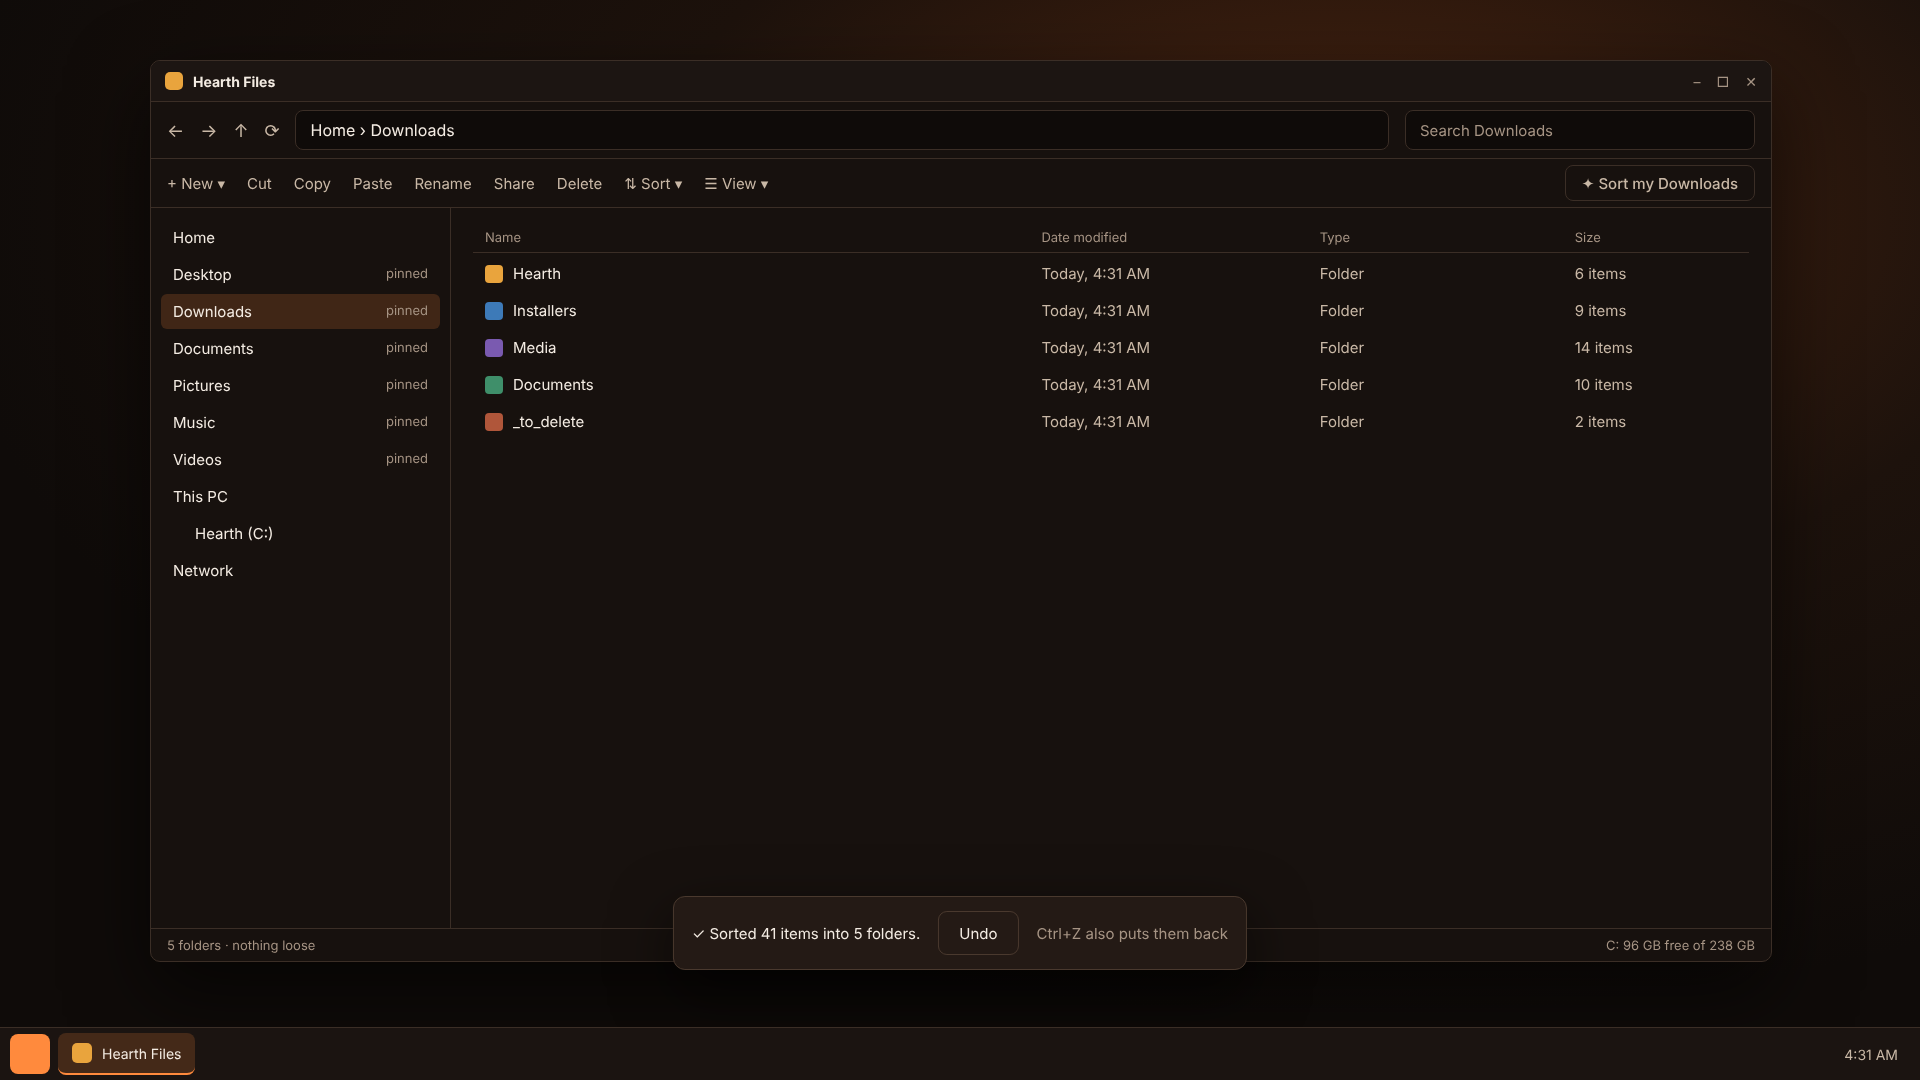 Hearth Files
Home › Downloads
Search Downloads
+ New ▾ Cut Copy Paste Rename Share Delete ⇅ Sort ▾ ☰ View ▾ ✦ Sort my Downloads
Home
Desktop pinned
Downloads pinned
Documents pinned
Pictures pinned
Music pinned
Videos pinned
This PC
Hearth (C:)
Network
Name Date modified Type Size
Hearth Today, 4:31 AM Folder 6 items
Installers Today, 4:31 AM Folder 9 items
Media Today, 4:31 AM Folder 14 items
Documents Today, 4:31 AM Folder 10 items
_to_delete Today, 4:31 AM Folder 2 items
✓ Sorted 41 items into 5 folders. Undo Ctrl+Z also puts them back
5 folders · nothing loose
C: 96 GB free of 238 GB
Hearth Files
4:31 AM